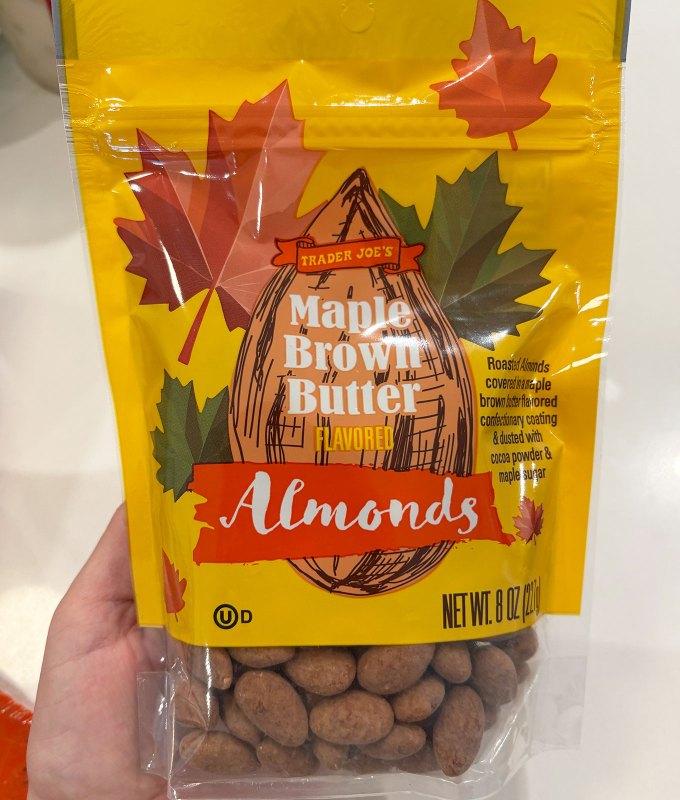 TRADER JOE'S
Maple
Brown
Butter
FLAVORED
Almonds
Roasted Almonds
covered in a maple
brown butter flavored
confectionary coating
& dusted with
cocoa powder &
maple sugar
U D
NET WT. 8 OZ